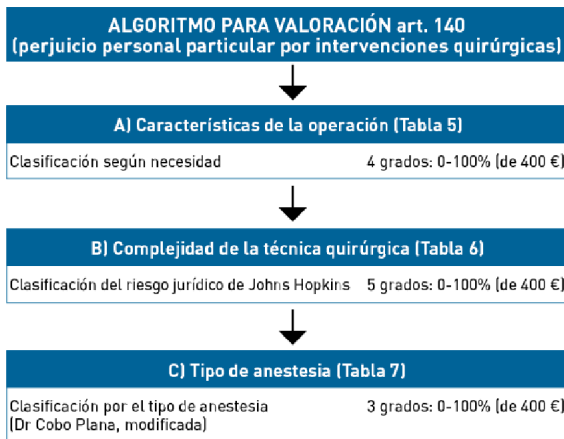 ALGORITMO PARA VALORACIÓN art. 140
(perjuicio personal particular por intervenciones quirúrgicas)
A) Características de la operación (Tabla 5)
Clasificación según necesidad 4 grados: 0-100% (de 400 €)
B) Complejidad de la técnica quirúrgica (Tabla 6)
Clasificación del riesgo jurídico de Johns Hopkins 5 grados: 0-100% (de 400 €)
C) Tipo de anestesia (Tabla 7)
Clasificación por el tipo de anestesia 3 grados: 0-100% (de 400 €)
(Dr Cobo Plana, modificada)